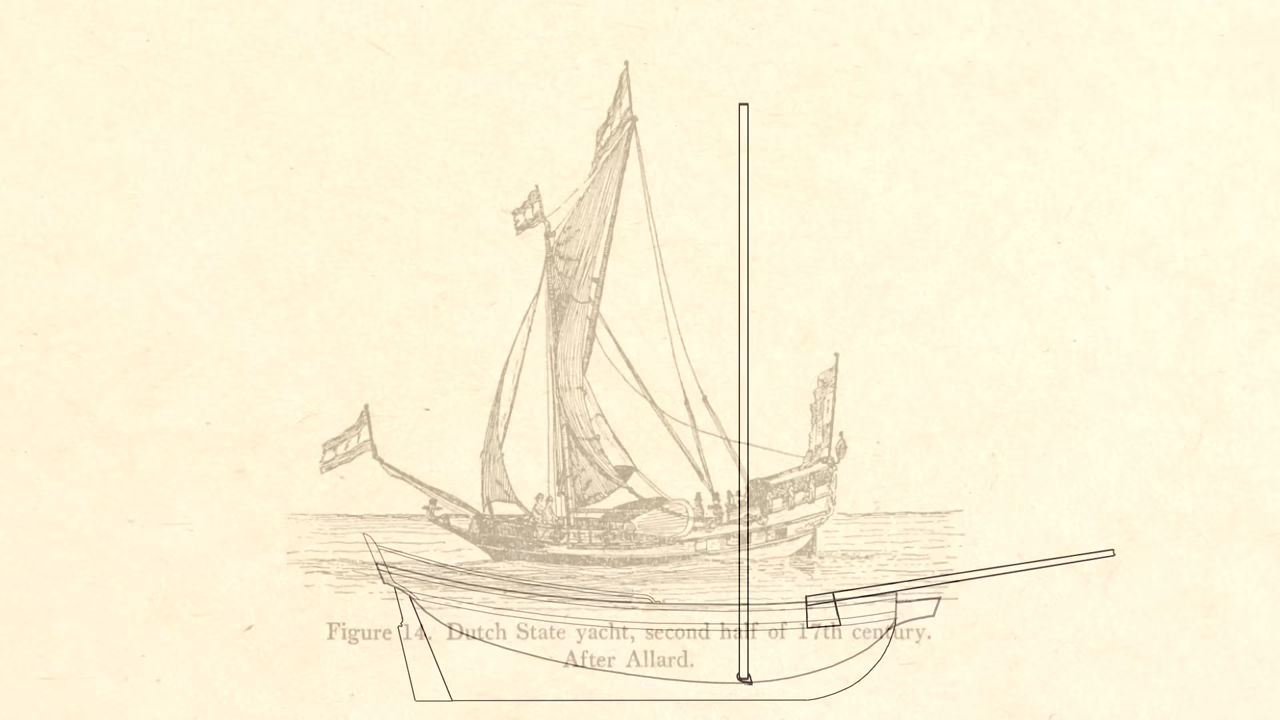 Figure 14. Dutch State yacht, second half of 17th century.
After Allard.